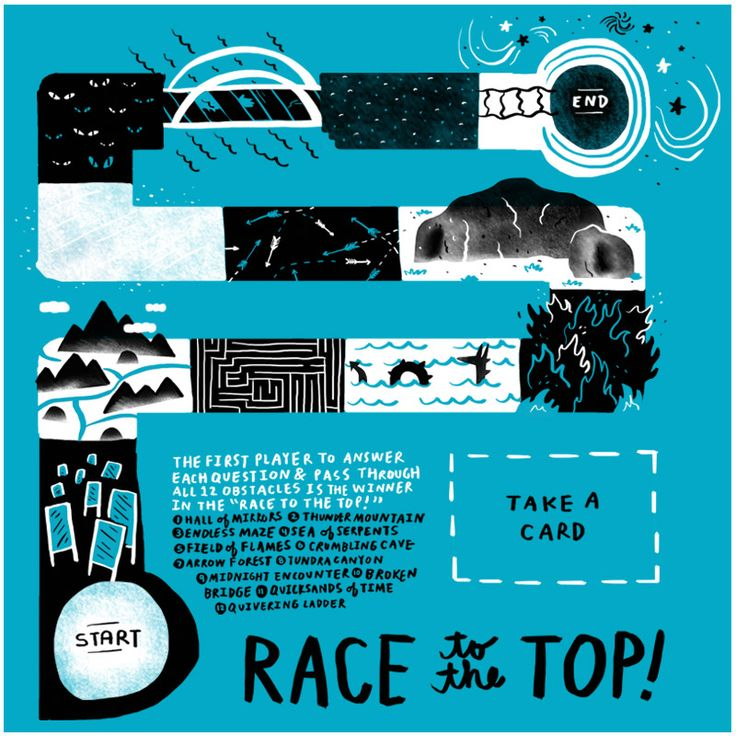 END
THE FIRST PLAYER TO ANSWER
EACH QUESTION & PASS THROUGH
ALL 12 OBSTACLES IS THE WINNER
IN THE "RACE TO THE TOP!"
1 HALL of MIRRORS 2 THUNDER MOUNTAIN
3 ENDLESS MAZE 4 SEA of SERPENTS
5 FIELD of FLAMES 6 CRUMBLING CAVE
7 ARROW FOREST 8 TUNDRA CANYON
9 MIDNIGHT ENCOUNTER 10 BROKEN
BRIDGE 11 QUICKSANDS of TIME
12 QUIVERING LADDER
TAKE A
CARD
START
RACE to the TOP!